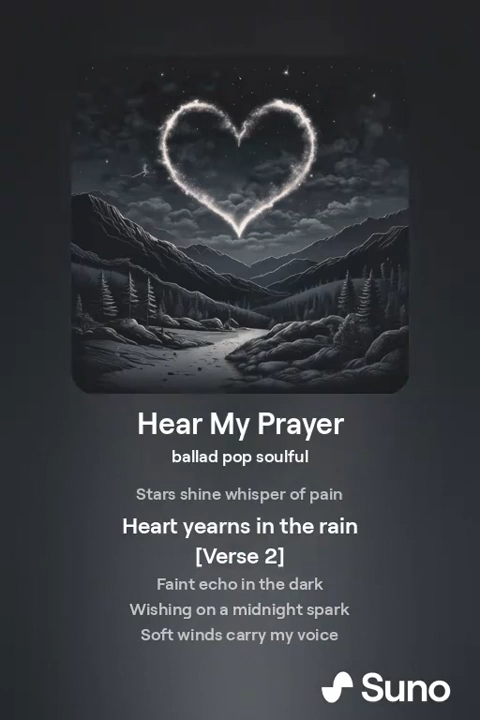 Hear My Prayer
ballad pop soulful
Stars shine whisper of pain
Heart yearns in the rain
[Verse 2]
Faint echo in the dark
Wishing on a midnight spark
Soft winds carry my voice
Suno